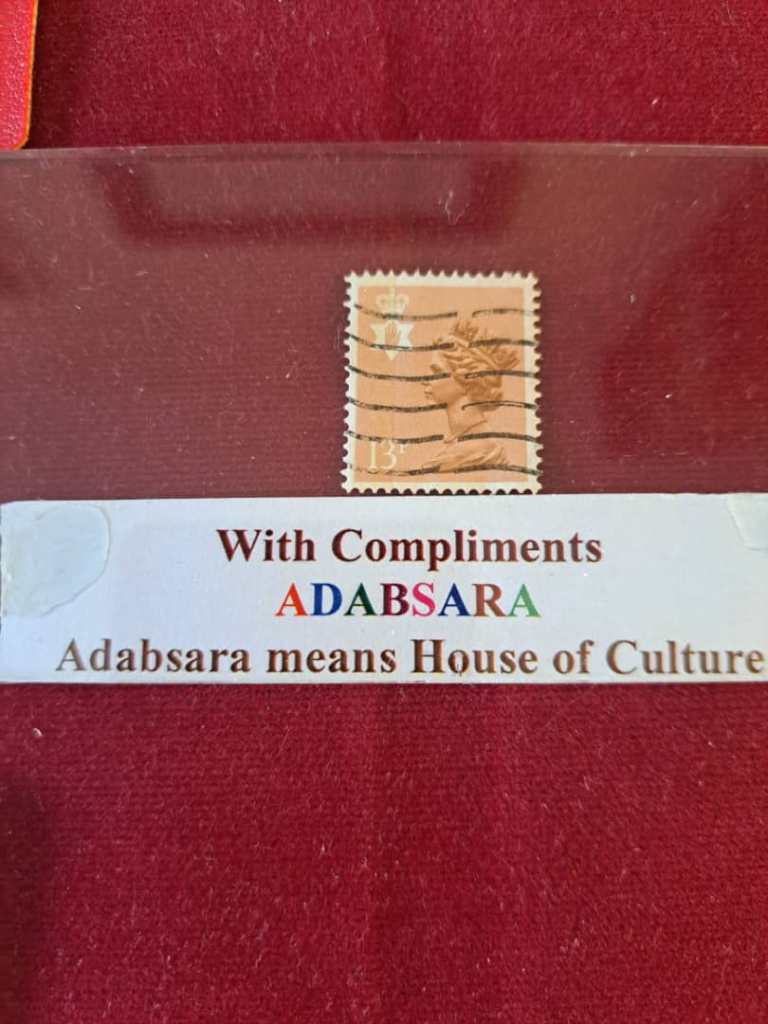 13P
With Compliments
ADABSARA
Adabsara means House of Culture